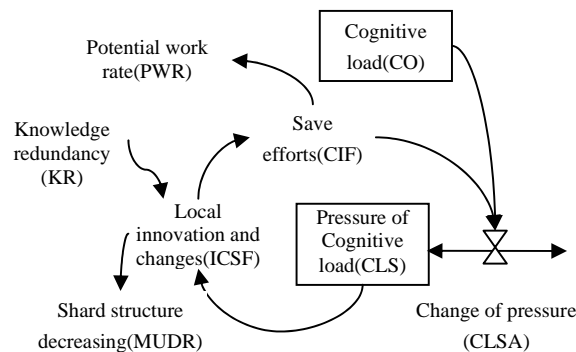 Potential work
rate(PWR)
Cognitive
load(CO)
Knowledge
redundancy
(KR)
Save
efforts(CIF)
Local
innovation and
changes(ICSF)
Pressure of
Cognitive
load(CLS)
Shard structure
decreasing(MUDR)
Change of pressure
(CLSA)